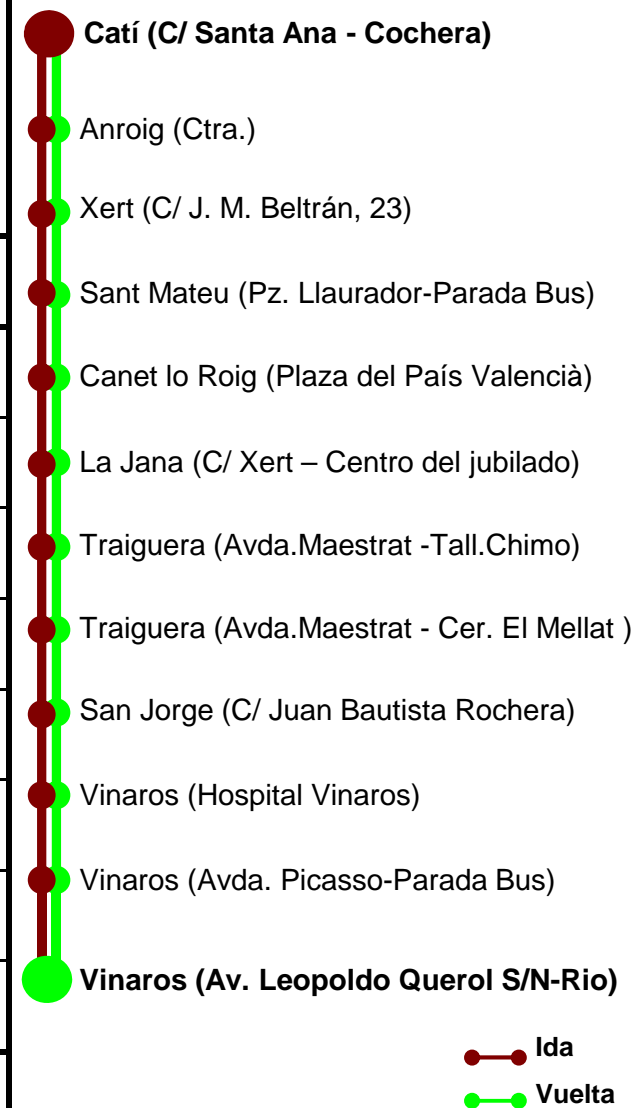 Catí (C/ Santa Ana - Cochera)
Anroig (Ctra.)
Xert (C/ J. M. Beltrán, 23)
Sant Mateu (Pz. Llaurador-Parada Bus)
Canet lo Roig (Plaza del País Valencià)
La Jana (C/ Xert – Centro del jubilado)
Traiguera (Avda.Maestrat -Tall.Chimo)
Traiguera (Avda.Maestrat - Cer. El Mellat )
San Jorge (C/ Juan Bautista Rochera)
Vinaros (Hospital Vinaros)
Vinaros (Avda. Picasso-Parada Bus)
Vinaros (Av. Leopoldo Querol S/N-Rio)
Ida
Vuelta